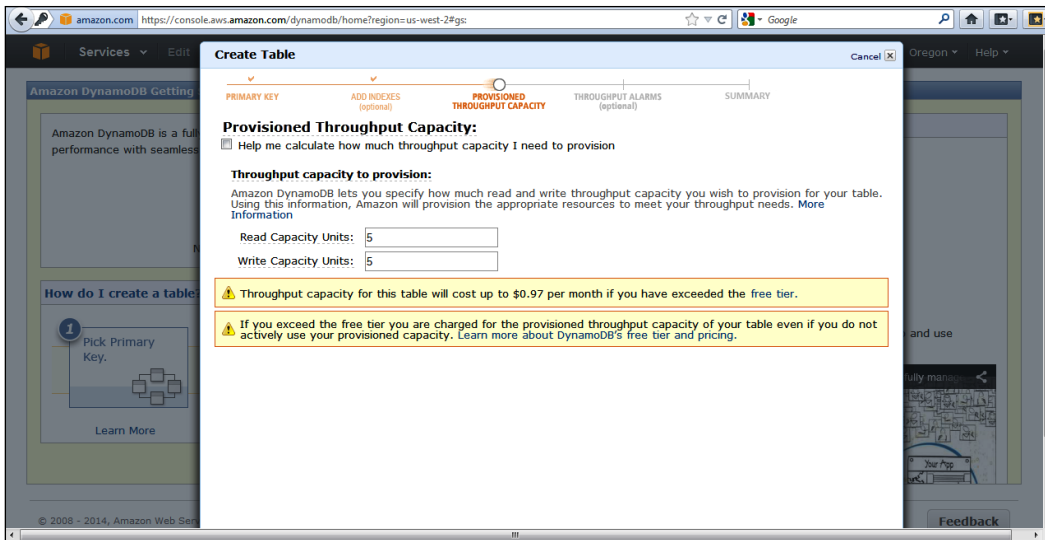 amazon.com https://console.aws.amazon.com/dynamodb/home?region=us-west-2#gs: Google
Services Edit Oregon Help
Create Table Cancel
Amazon DynamoDB Getting
PRIMARY KEY ADD INDEXES (optional) PROVISIONED THROUGHPUT CAPACITY THROUGHPUT ALARMS (optional) SUMMARY
Amazon DynamoDB is a full
performance with seamless
Provisioned Throughput Capacity:
Help me calculate how much throughput capacity I need to provision
Throughput capacity to provision:
Amazon DynamoDB lets you specify how much read and write throughput capacity you wish to provision for your table.
Using this information, Amazon will provision the appropriate resources to meet your throughput needs. More
Information
Read Capacity Units: 5
N
Write Capacity Units: 5
How do I create a table?
Throughput capacity for this table will cost up to $0.97 per month if you have exceeded the free tier.
If you exceed the free tier you are charged for the provisioned throughput capacity of your table even if you do not
actively use your provisioned capacity. Learn more about DynamoDB's free tier and pricing.
1
Pick Primary
Key.
and use
fully manag
Learn More
Your App
© 2008 - 2014, Amazon Web Ser
Feedback